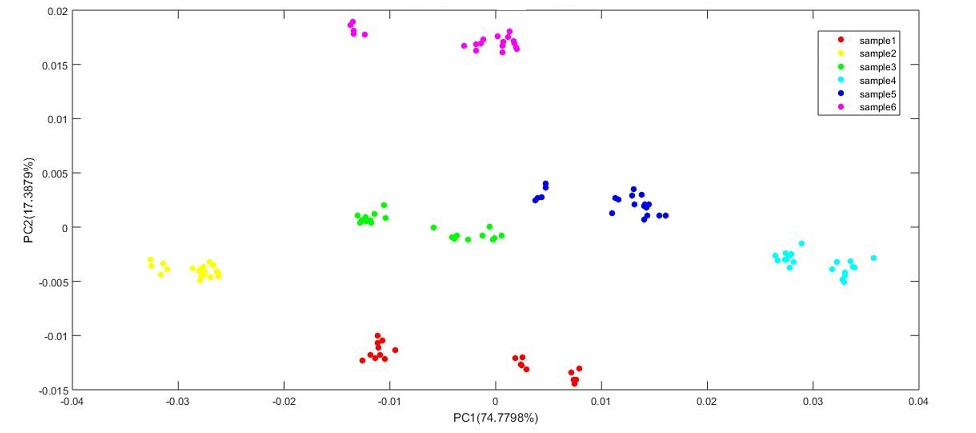 0.02
0.015
0.01
0.005
0
-0.005
-0.01
-0.015
PC2(17.3879%)
sample1
sample2
sample3
sample4
sample5
sample6
-0.04 -0.03 -0.02 -0.01 0 0.01 0.02 0.03 0.04
PC1(74.7798%)